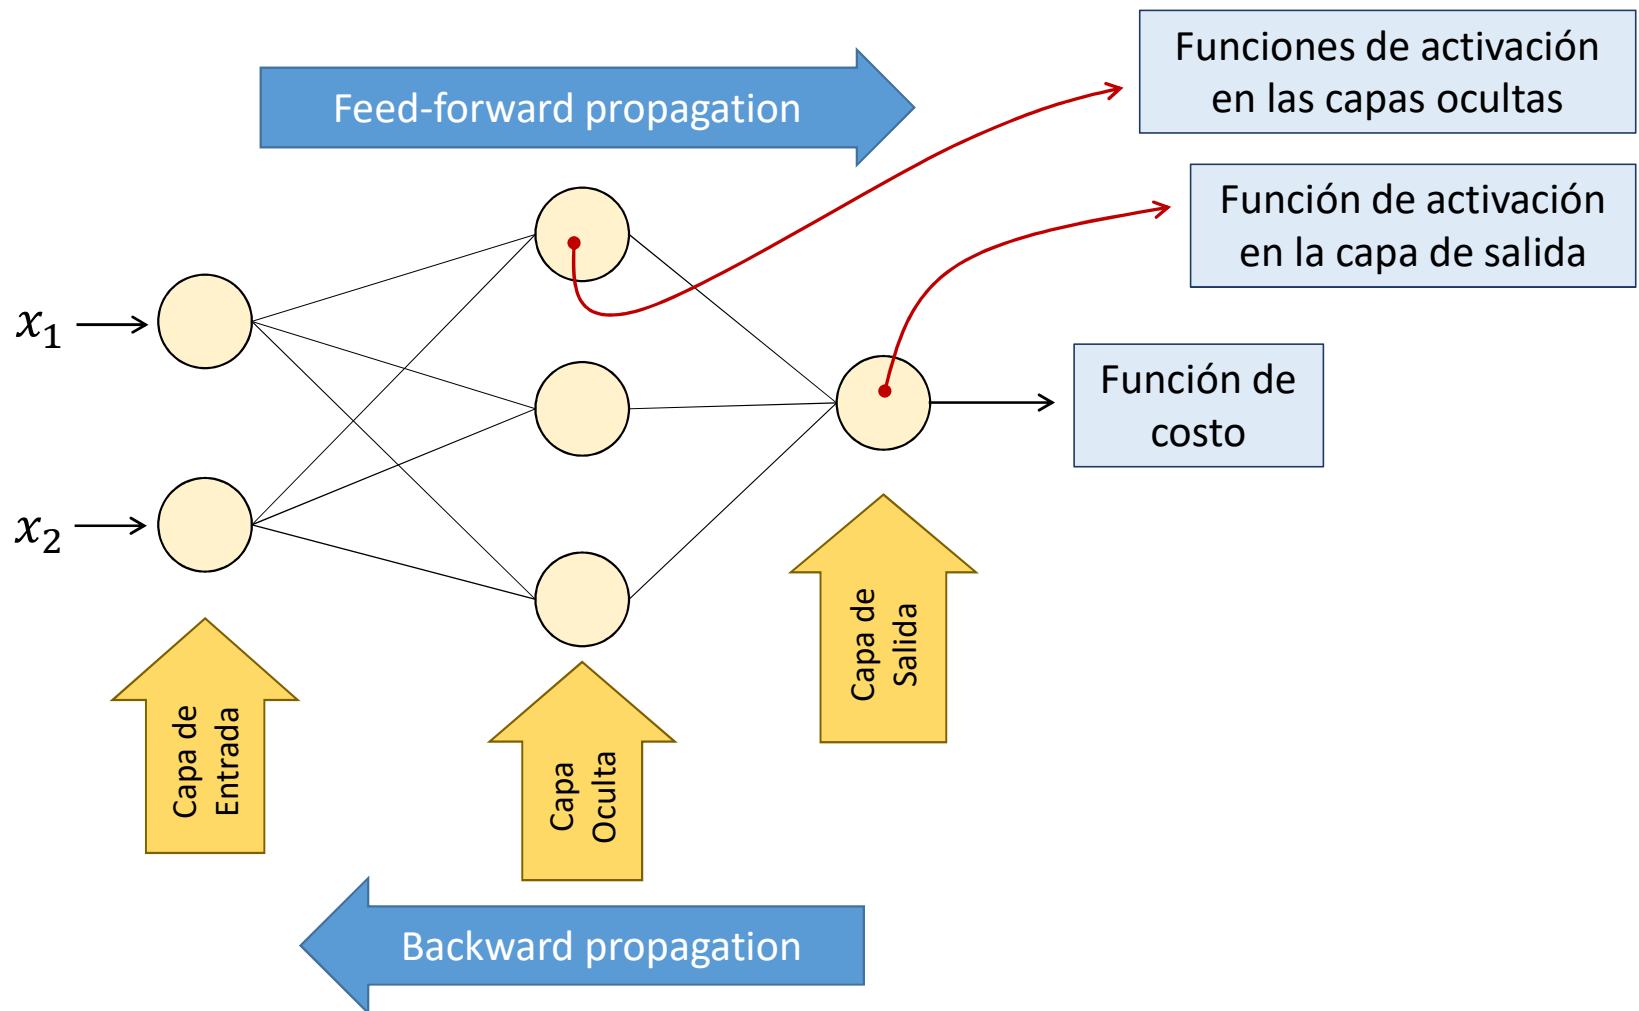 Funciones de activación
en las capas ocultas
Feed-forward propagation
Función de activación
en la capa de salida
x₁
Función de
costo
x₂
Capa de
Salida
Capa de
Entrada
Capa
Oculta
Backward propagation